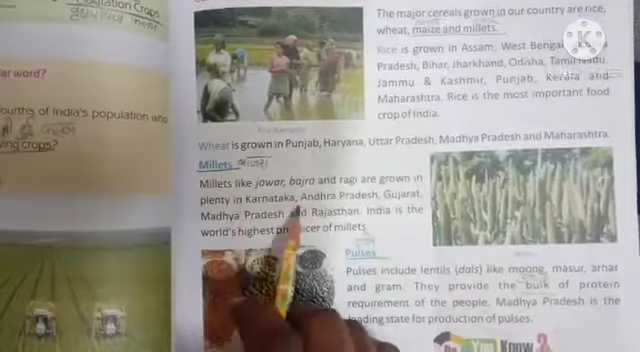 Plantation Crops
ar word?
ourths of India's population who
ing crops?
The major cereals grown in our country are rice,
wheat, maize and millets.
Rice is grown in Assam, West Bengal,
Pradesh, Bihar, Jharkhand, Odisha, Tamil Nadu,
Jammu & Kashmir, Punjab, Kerala and
Maharashtra. Rice is the most important food
crop of India.
Wheat is grown in Punjab, Haryana, Uttar Pradesh, Madhya Pradesh and Maharashtra.
Millets
Millets like jowar, bajra and ragi are grown in
plenty in Karnataka, Andhra Pradesh, Gujarat,
Madhya Pradesh and Rajasthan. India is the
world's highest producer of millets.
Pulses
Pulses include lentils (dals) like moong, masur, arhar
and gram. They provide the bulk of protein
requirement of the people. Madhya Pradesh is the
leading state for production of pulses.
Do You Know?
KINEMASTER